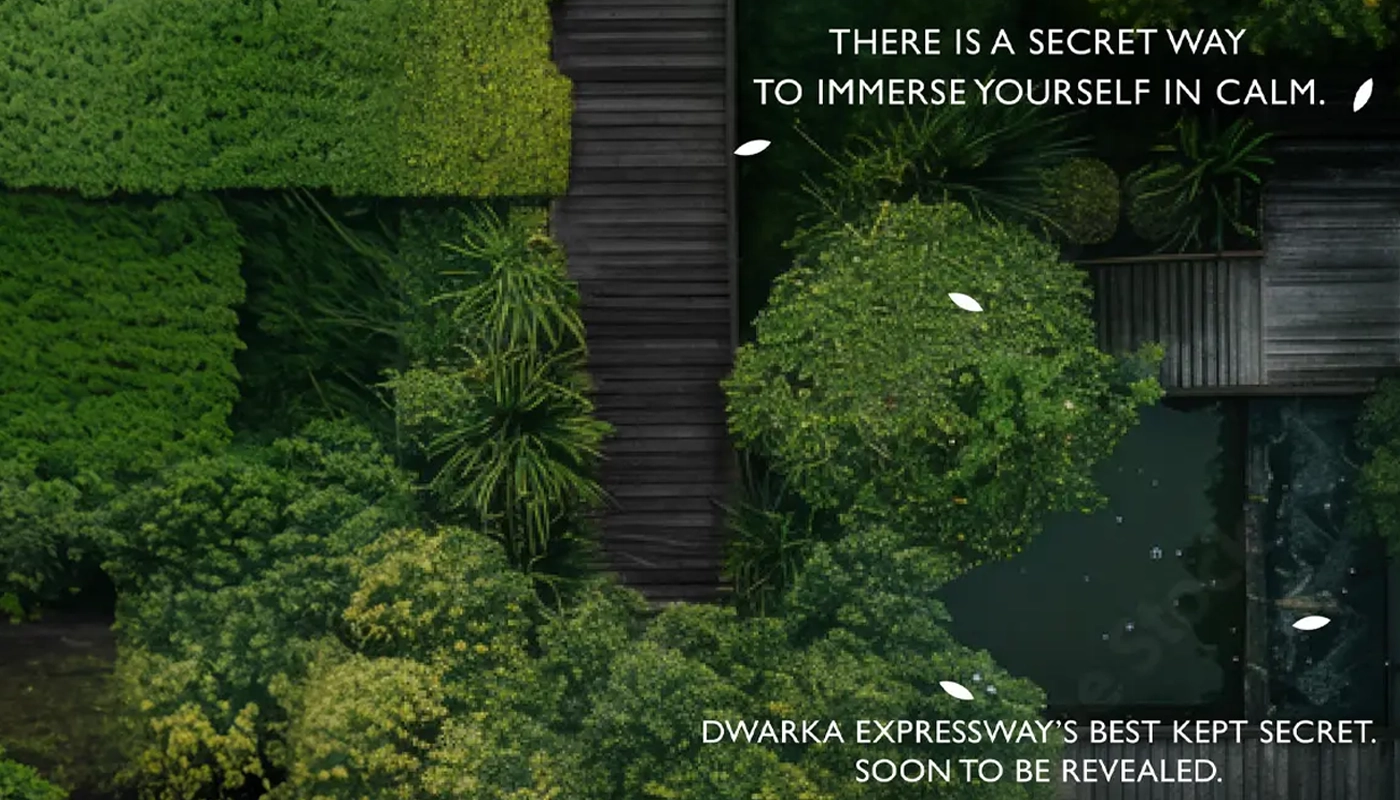 THERE IS A SECRET WAY
TO IMMERSE YOURSELF IN CALM.
DWARKA EXPRESSWAY'S BEST KEPT SECRET.
SOON TO BE REVEALED.